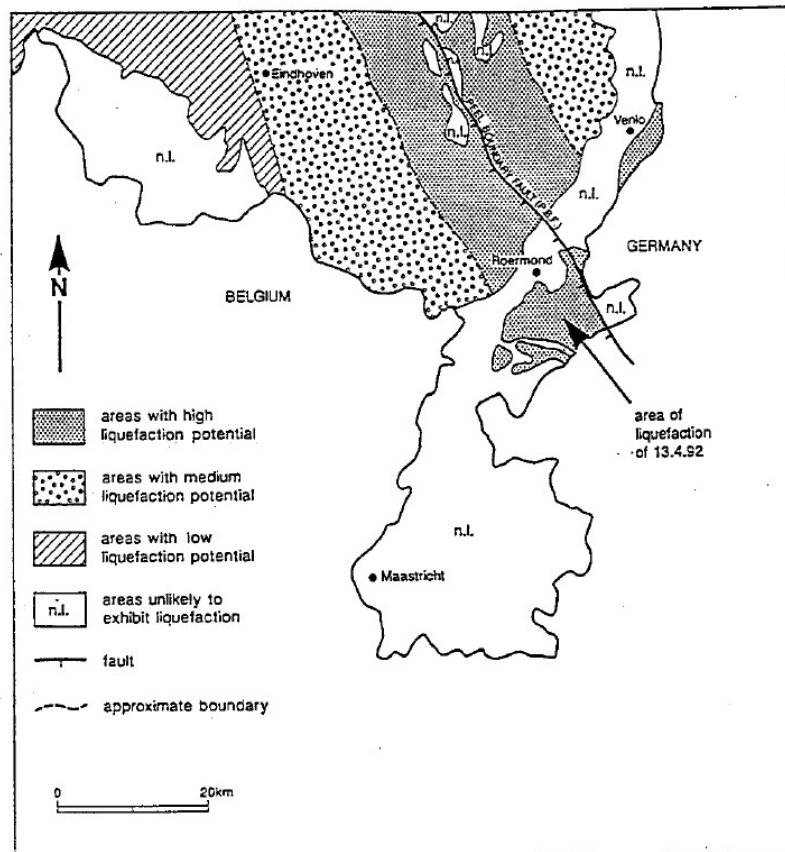 n.l.
n.l.
n.l.
Eindhoven
n.l.
Venlo
n.l.
PEEL BOUNDARY FAULT (P.B.F.)
n.l.
GERMANY
Roermond
BELGIUM
n.l.
N
areas with high
liquefaction potential
area of
liquefaction
of 13.4.92
areas with medium
liquefaction potential
areas with low
liquefaction potential
n.l.
Maastricht
n.l.
areas unlikely to
exhibit liquefaction
fault
approximate boundary
0
20km